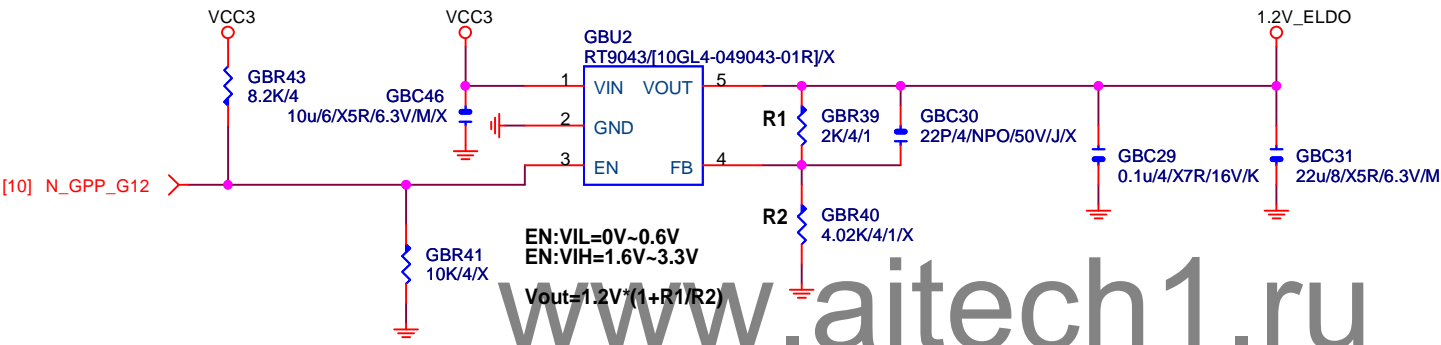 VCC3
VCC3
1.2V_ELDO
GBU2
RT9043/[10GL4-049043-01R]/X
GBR43
8.2K/4
GBC46
10u/6/X5R/6.3V/M/X
1
VIN
VOUT
5
2
GND
3
EN
FB
4
R1
GBR39
2K/4/1
GBC30
22P/4/NPO/50V/J/X
GBC29
0.1u/4/X7R/16V/K
GBC31
22u/8/X5R/6.3V/M
[10] N_GPP_G12
R2
GBR40
4.02K/4/1/X
GBR41
10K/4/X
EN:VIL=0V~0.6V
EN:VIH=1.6V~3.3V
Vout=1.2V*(1+R1/R2)
www.aitech1.ru